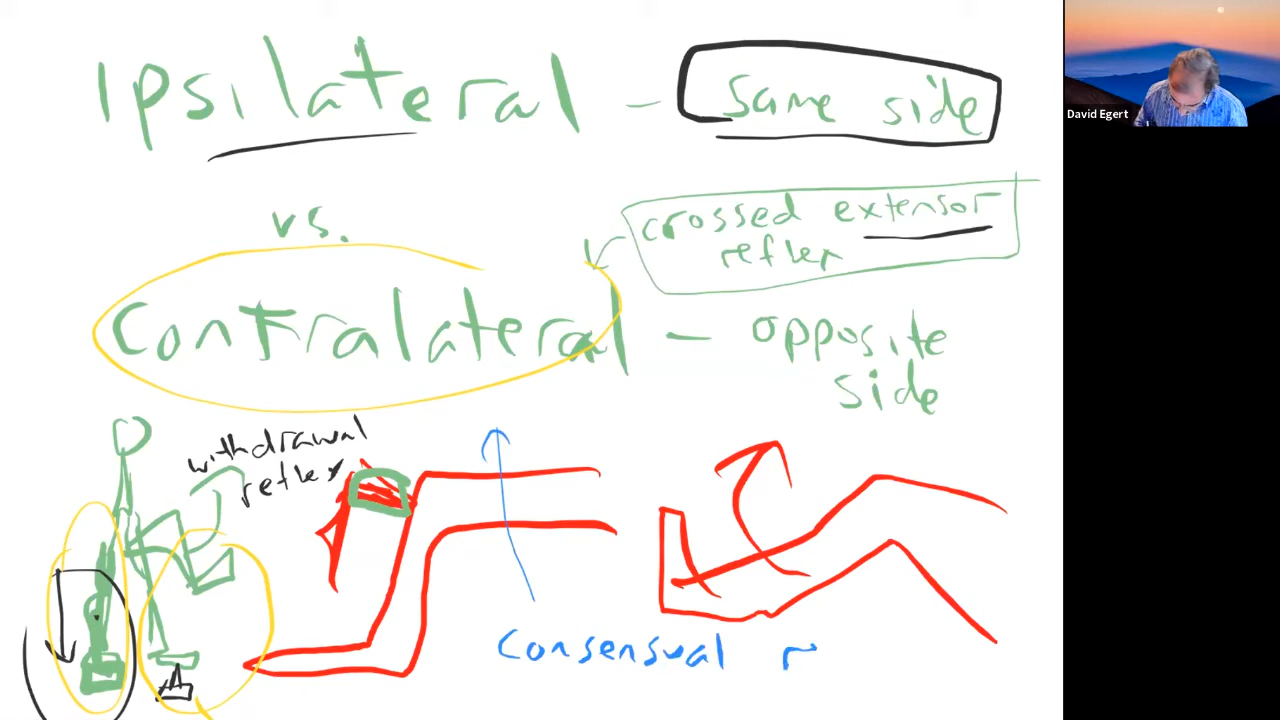 Ipsilateral - same side
vs.
crossed extensor
reflex
Contralateral - opposite
side
withdrawal
reflex
Consensual r
David Egert